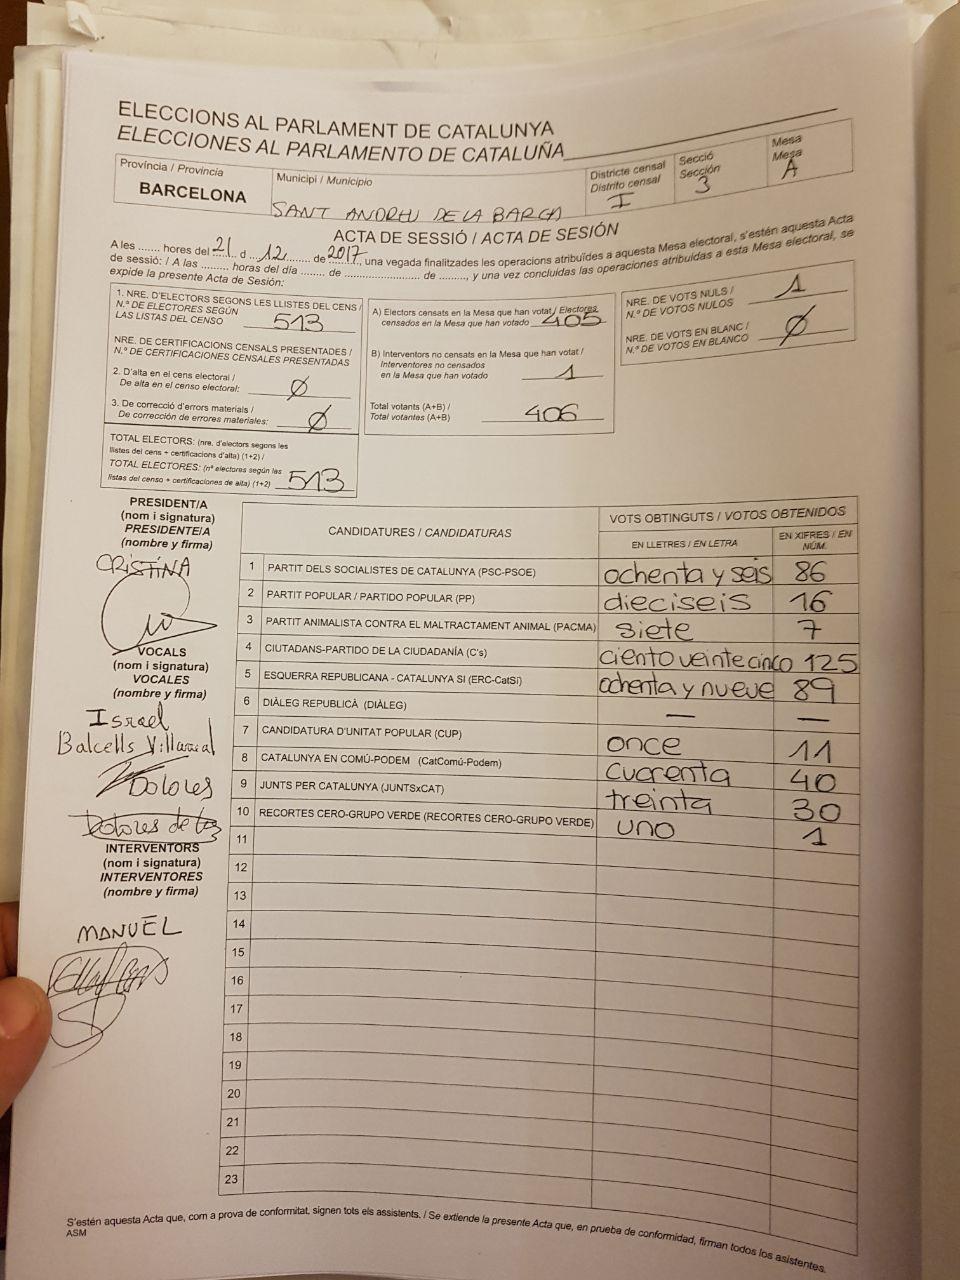 ELECCIONS AL PARLAMENT DE CATALUNYA
ELECCIONES AL PARLAMENTO DE CATALUÑA
Província / Provincia
BARCELONA
Municipi / Municipio
SANT ANDREU DE LA BARCA
Districte censal
Distrito censal
I
Secció
Sección
3
Mesa
Mesa
A
ACTA DE SESSIÓ / ACTA DE SESIÓN
A les ....... hores del 21 d 12 de 2017, una vegada finalitzades les operacions atribuïdes a aquesta Mesa electoral, s'estén aquesta Acta
de sessió: / A las ......... horas del día ....... de ...................... de ........, y una vez concluidas las operaciones atribuidas a esta Mesa electoral, se
expide la presente Acta de Sesión:
1. NRE. D'ELECTORS SEGONS LES LLISTES DEL CENS /
N.º DE ELECTORES SEGÚN
LAS LISTAS DEL CENSO 513
NRE. DE CERTIFICACIONS CENSALS PRESENTADES /
N.º DE CERTIFICACIONES CENSALES PRESENTADAS
2. D'alta en el cens electoral /
De alta en el censo electoral: Ø
3. De correcció d'errors materials /
De corrección de errores materiales: Ø
TOTAL ELECTORS: (nre. d'electors segons les
llistes del cens + certificacions d'alta) (1+2) /
TOTAL ELECTORES: (nº electores según las
listas del censo + certificaciones de alta) (1+2) 513
A) Electors censats en la Mesa que han votat / Electores
censados en la Mesa que han votado 405
B) Interventors no censats en la Mesa que han votat /
Interventores no censados
en la Mesa que han votado 1
Total votants (A+B) /
Total votantes (A+B) 406
NRE. DE VOTS NULS /
N.º DE VOTOS NULOS 1
NRE. DE VOTS EN BLANC /
N.º DE VOTOS EN BLANCO Ø
PRESIDENT/A
(nom i signatura)
PRESIDENTE/A
(nombre y firma)
CRISTINA
VOCALS
(nom i signatura)
VOCALES
(nombre y firma)
Israel
Balcells Villarreal
Dolores
Dolores de los
INTERVENTORS
(nom i signatura)
INTERVENTORES
(nombre y firma)
MANUEL
CANDIDATURES / CANDIDATURAS
VOTS OBTINGUTS / VOTOS OBTENIDOS
EN LLETRES / EN LETRA
EN XIFRES / EN
NÚM.
1 PARTIT DELS SOCIALISTES DE CATALUNYA (PSC-PSOE) ochenta y seis 86
2 PARTIT POPULAR / PARTIDO POPULAR (PP) dieciseis 16
3 PARTIT ANIMALISTA CONTRA EL MALTRACTAMENT ANIMAL (PACMA) siete 7
4 CIUTADANS-PARTIDO DE LA CIUDADANÍA (C's) ciento veinte cinco 125
5 ESQUERRA REPUBLICANA - CATALUNYA SI (ERC-CatSí) ochenta y nueve 89
6 DIÀLEG REPUBLICÀ (DIÀLEG) — —
7 CANDIDATURA D'UNITAT POPULAR (CUP) once 11
8 CATALUNYA EN COMÚ-PODEM (CatComú-Podem) cuarenta 40
9 JUNTS PER CATALUNYA (JUNTSxCAT) treinta 30
10 RECORTES CERO-GRUPO VERDE (RECORTES CERO-GRUPO VERDE) uno 1
11
12
13
14
15
16
17
18
19
20
21
22
23
S'estén aquesta Acta que, com a prova de conformitat, signen tots els assistents. / Se extiende la presente Acta que, en prueba de conformidad, firman todos los asistentes.
ASM